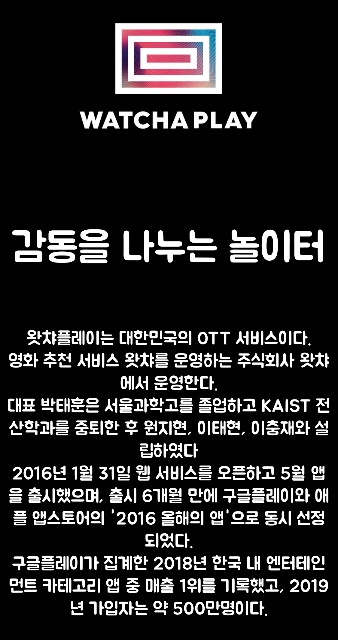 WATCHA PLAY
감동을 나누는 놀이터
왓챠플레이는 대한민국의 OTT 서비스이다.
영화 추천 서비스 왓챠를 운영하는 주식회사 왓챠
에서 운영한다.
대표 박태훈은 서울과학고를 졸업하고 KAIST 전
산학과를 중퇴한 후 원지현, 이태현, 이충재와 설
립하였다
2016년 1월 31일 웹 서비스를 오픈하고 5월 앱
을 출시했으며, 출시 6개월 만에 구글플레이와 애
플 앱스토어의 '2016 올해의 앱'으로 동시 선정
되었다.
구글플레이가 집계한 2018년 한국 내 엔터테인
먼트 카테고리 앱 중 매출 1위를 기록했고, 2019
년 가입자는 약 500만명이다.